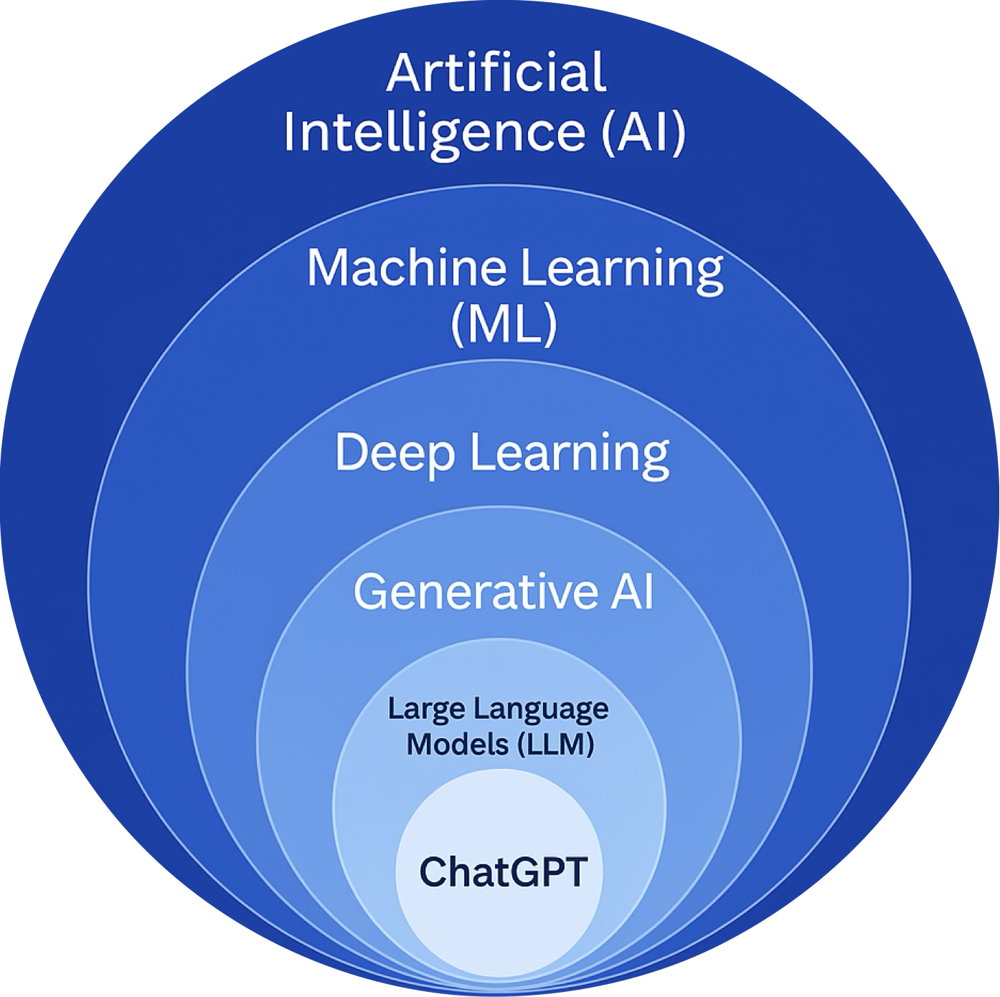 Artificial
Intelligence (AI)
Machine Learning
(ML)
Deep Learning
Generative AI
Large Language
Models (LLM)
ChatGPT